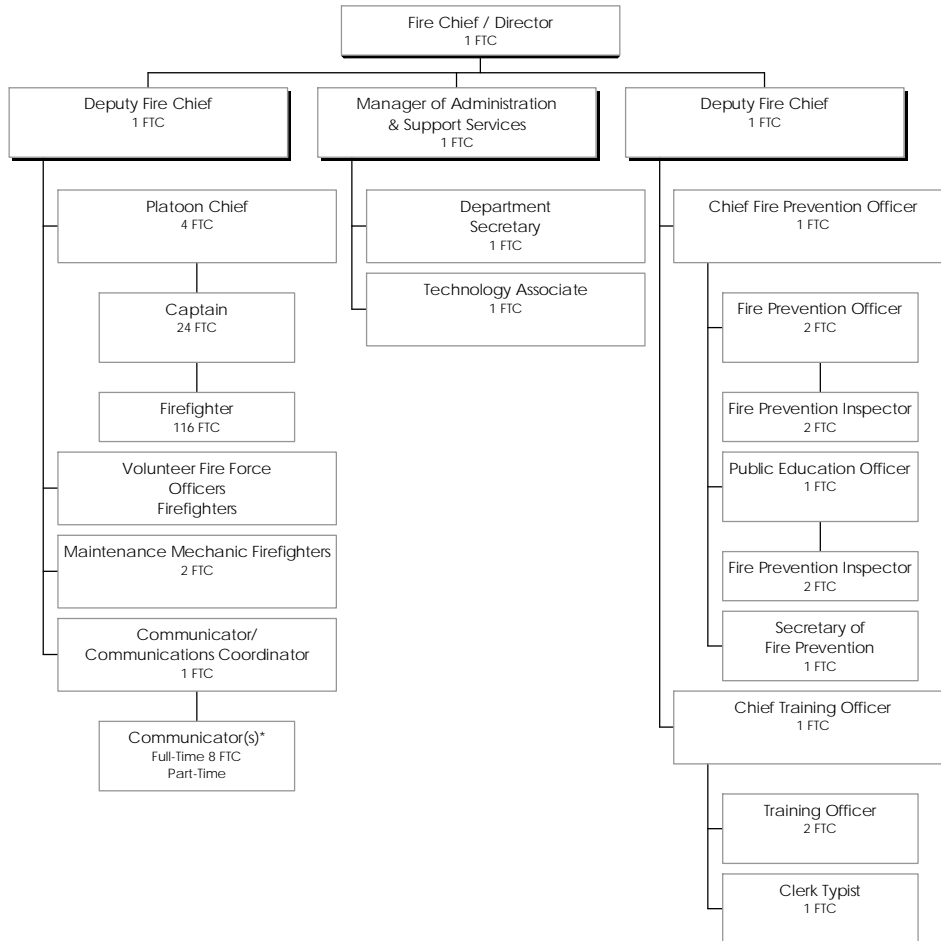 Fire Chief / Director
1 FTC
Deputy Fire Chief
1 FTC
Manager of Administration
& Support Services
1 FTC
Deputy Fire Chief
1 FTC
Platoon Chief
4 FTC
Captain
24 FTC
Firefighter
116 FTC
Volunteer Fire Force
Officers
Firefighters
Maintenance Mechanic Firefighters
2 FTC
Communicator/
Communications Coordinator
1 FTC
Communicator(s)*
Full-Time 8 FTC
Part-Time
Department
Secretary
1 FTC
Technology Associate
1 FTC
Chief Fire Prevention Officer
1 FTC
Fire Prevention Officer
2 FTC
Fire Prevention Inspector
2 FTC
Public Education Officer
1 FTC
Fire Prevention Inspector
2 FTC
Secretary of
Fire Prevention
1 FTC
Chief Training Officer
1 FTC
Training Officer
2 FTC
Clerk Typist
1 FTC